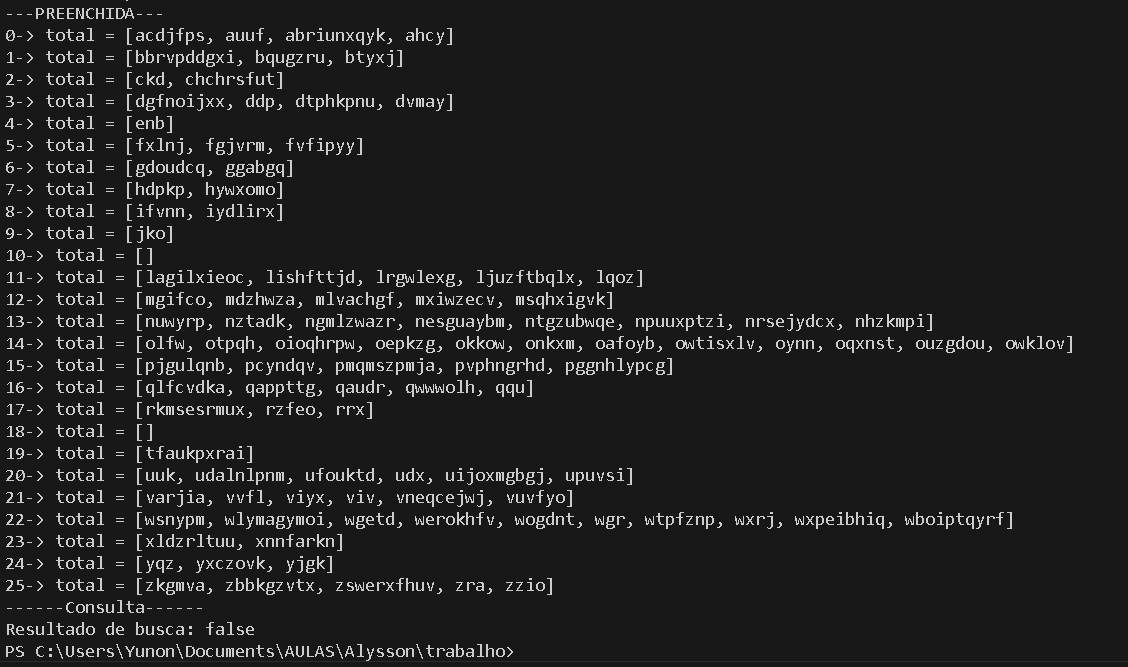 ---PREENCHIDA---
0-> total = [acdjfps, auuf, abriunxqyk, ahcy]
1-> total = [bbrvpddgxi, bqugzru, btyxj]
2-> total = [ckd, chchrsfut]
3-> total = [dgfnoijxx, ddp, dtphkpnu, dvmay]
4-> total = [enb]
5-> total = [fxlnj, fgjvrm, fvfipyy]
6-> total = [gdoudcq, ggabgq]
7-> total = [hdpkp, hywxomo]
8-> total = [ifvnn, iydlirx]
9-> total = [jko]
10-> total = []
11-> total = [lagilxieoc, lishfttjd, lrgwlexg, ljuzftbqlx, lqoz]
12-> total = [mgifco, mdzhwza, mlvachgf, mxiwzecv, msqhxigvk]
13-> total = [nuwyrp, nztadk, ngmlzwazr, nesguaybm, ntgzubwqe, npuuxptzi, nrsejydcx, nhzkmpi]
14-> total = [olfw, otpqh, oioqhrpw, oepkzg, okkow, onkxm, oafoyb, owtisxlv, oynn, oqxnst, ouzgdou, owklov]
15-> total = [pjgulqnb, pcyndqv, pmqmszpmja, pvphngrhd, pggnhlypcg]
16-> total = [qlfcvdka, qappttg, qaudr, qwwwolh, qqu]
17-> total = [rkmsesrmux, rzfeo, rrx]
18-> total = []
19-> total = [tfaukpxrai]
20-> total = [uuk, udalnlpnm, ufouktd, udx, uijoxmgbgj, upuvsi]
21-> total = [varjia, vvfl, viyx, viv, vneqcejwj, vuvfyo]
22-> total = [wsnypm, wlymagymoi, wgetd, werokhfv, wogdnt, wgr, wtpfznp, wxrj, wxpeibhiq, wboiptqyrf]
23-> total = [xldzrltuu, xnnfarkn]
24-> total = [yqz, yxczovk, yjgk]
25-> total = [zkgmva, zbbkgzvtx, zswerxfhuv, zra, zzio]
------Consulta------
Resultado de busca: false
PS C:\Users\Yunon\Documents\AULAS\Alysson\trabalho>